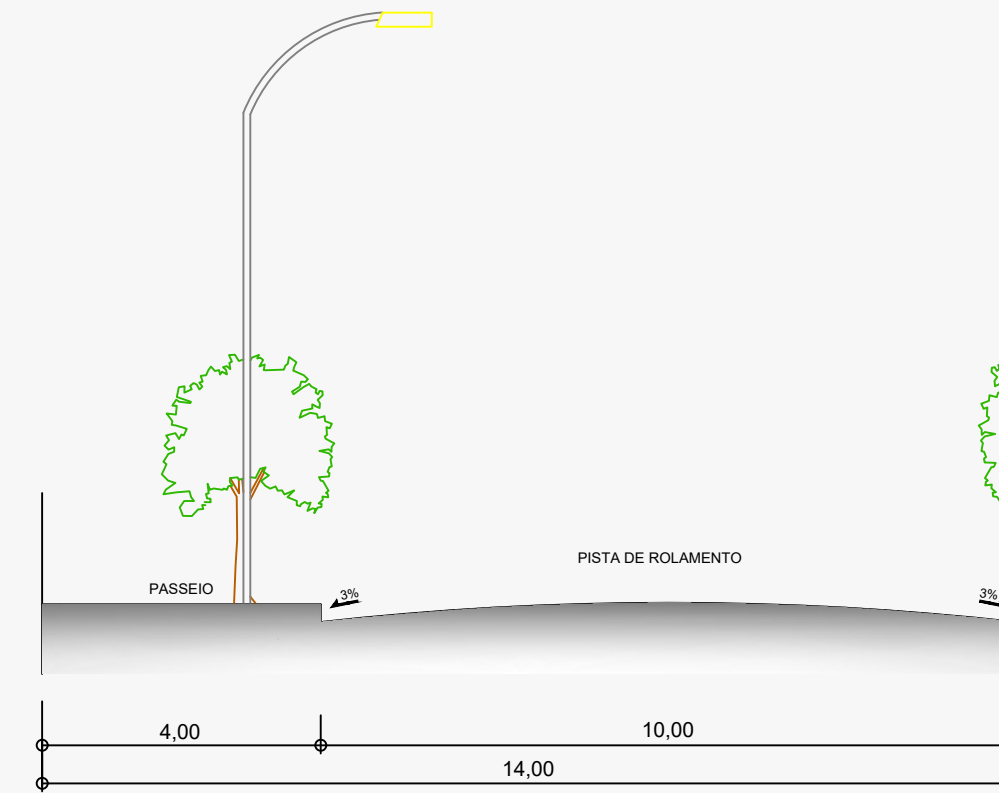 PISTA DE ROLAMENTO
PASSEIO
3%
3%
4,00
10,00
14,00